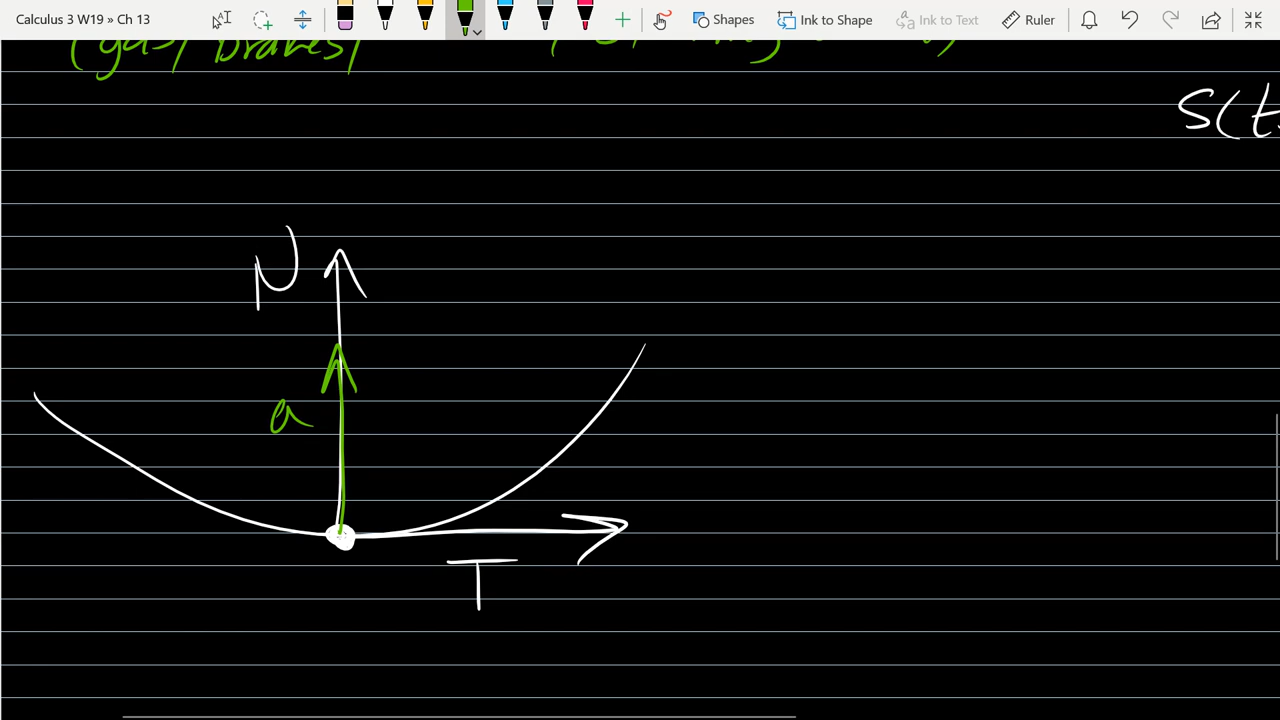 Calculus 3 W19 » Ch 13
Shapes
Ink to Shape
Ink to Text
Ruler
(gas/ brakes)
S(t
N
a
T